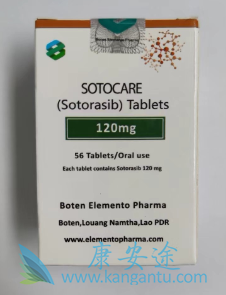 SOTOCARE
(Sotorasib) Tablets
120mg
56 Tablets/Oral use
Each tablet contains Sotorasib 120 mg
Boten Elemento Pharma
Boten,Louang Namtha,Lao PDR
www.elementopharma.com
康安途
www.kangantu.com